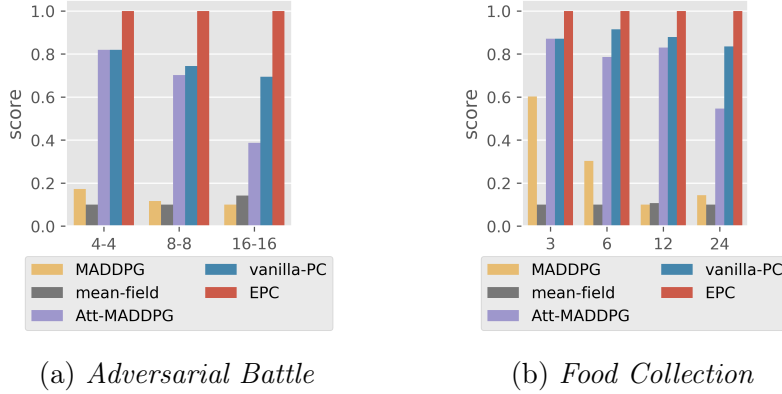 1.0
0.8
0.6
0.4
0.2
0.0
score
4-4 8-8 16-16
MADDPG vanilla-PC
mean-field EPC
Att-MADDPG
(a) Adversarial Battle
1.0
0.8
0.6
0.4
0.2
0.0
score
3 6 12 24
MADDPG vanilla-PC
mean-field EPC
Att-MADDPG
(b) Food Collection